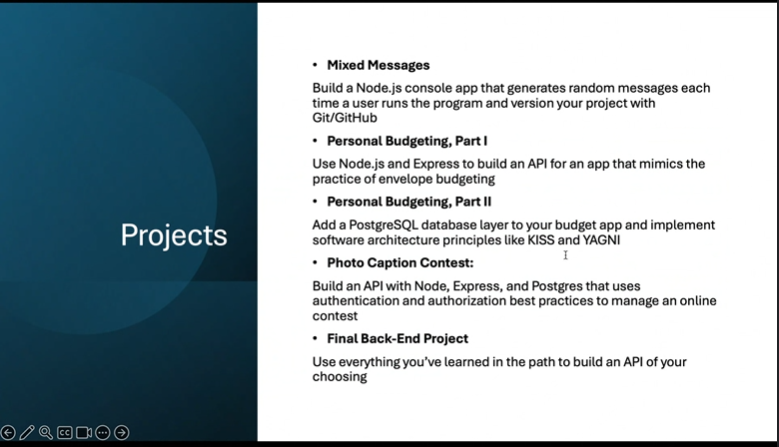 Projects
• Mixed Messages
Build a Node.js console app that generates random messages each
time a user runs the program and version your project with
Git/GitHub
• Personal Budgeting, Part I
Use Node.js and Express to build an API for an app that mimics the
practice of envelope budgeting
• Personal Budgeting, Part II
Add a PostgreSQL database layer to your budget app and implement
software architecture principles like KISS and YAGNI
• Photo Caption Contest:
Build an API with Node, Express, and Postgres that uses
authentication and authorization best practices to manage an online
contest
• Final Back-End Project
Use everything you've learned in the path to build an API of your
choosing
CC